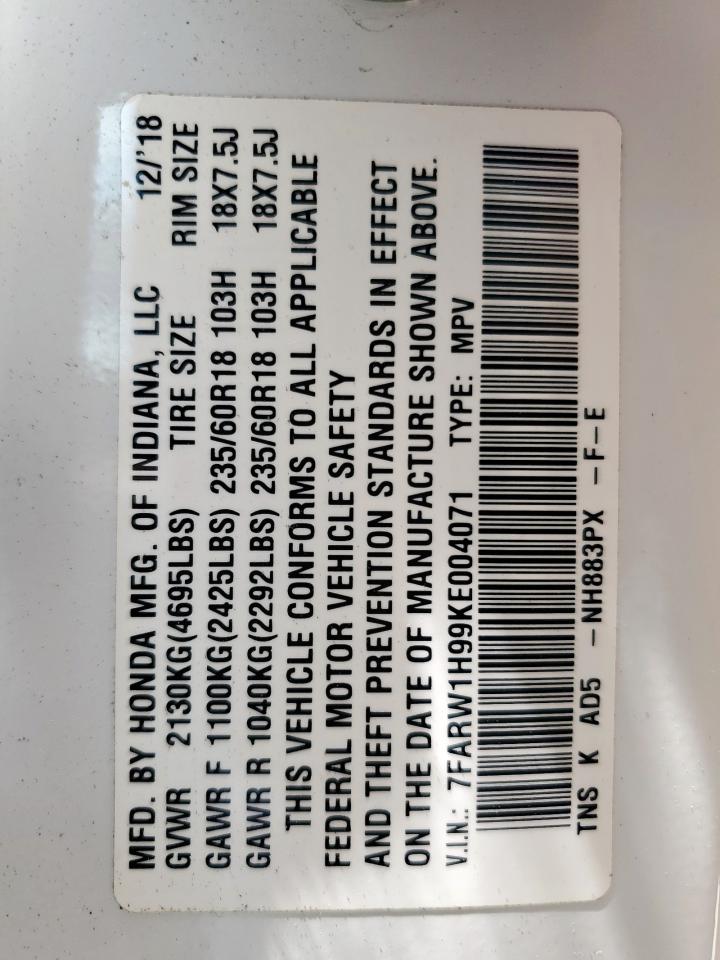 MFD. BY HONDA MFG. OF INDIANA, LLC 12/'18
GVWR 2130KG(4695LBS) TIRE SIZE RIM SIZE
GAWR F 1100KG(2425LBS) 235/60R18 103H 18X7.5J
GAWR R 1040KG(2292LBS) 235/60R18 103H 18X7.5J
THIS VEHICLE CONFORMS TO ALL APPLICABLE
FEDERAL MOTOR VEHICLE SAFETY
AND THEFT PREVENTION STANDARDS IN EFFECT
ON THE DATE OF MANUFACTURE SHOWN ABOVE.
V.I.N.: 7FARW1H99KE004071 TYPE: MPV
TNS K AD5 -NH883PX -F-E